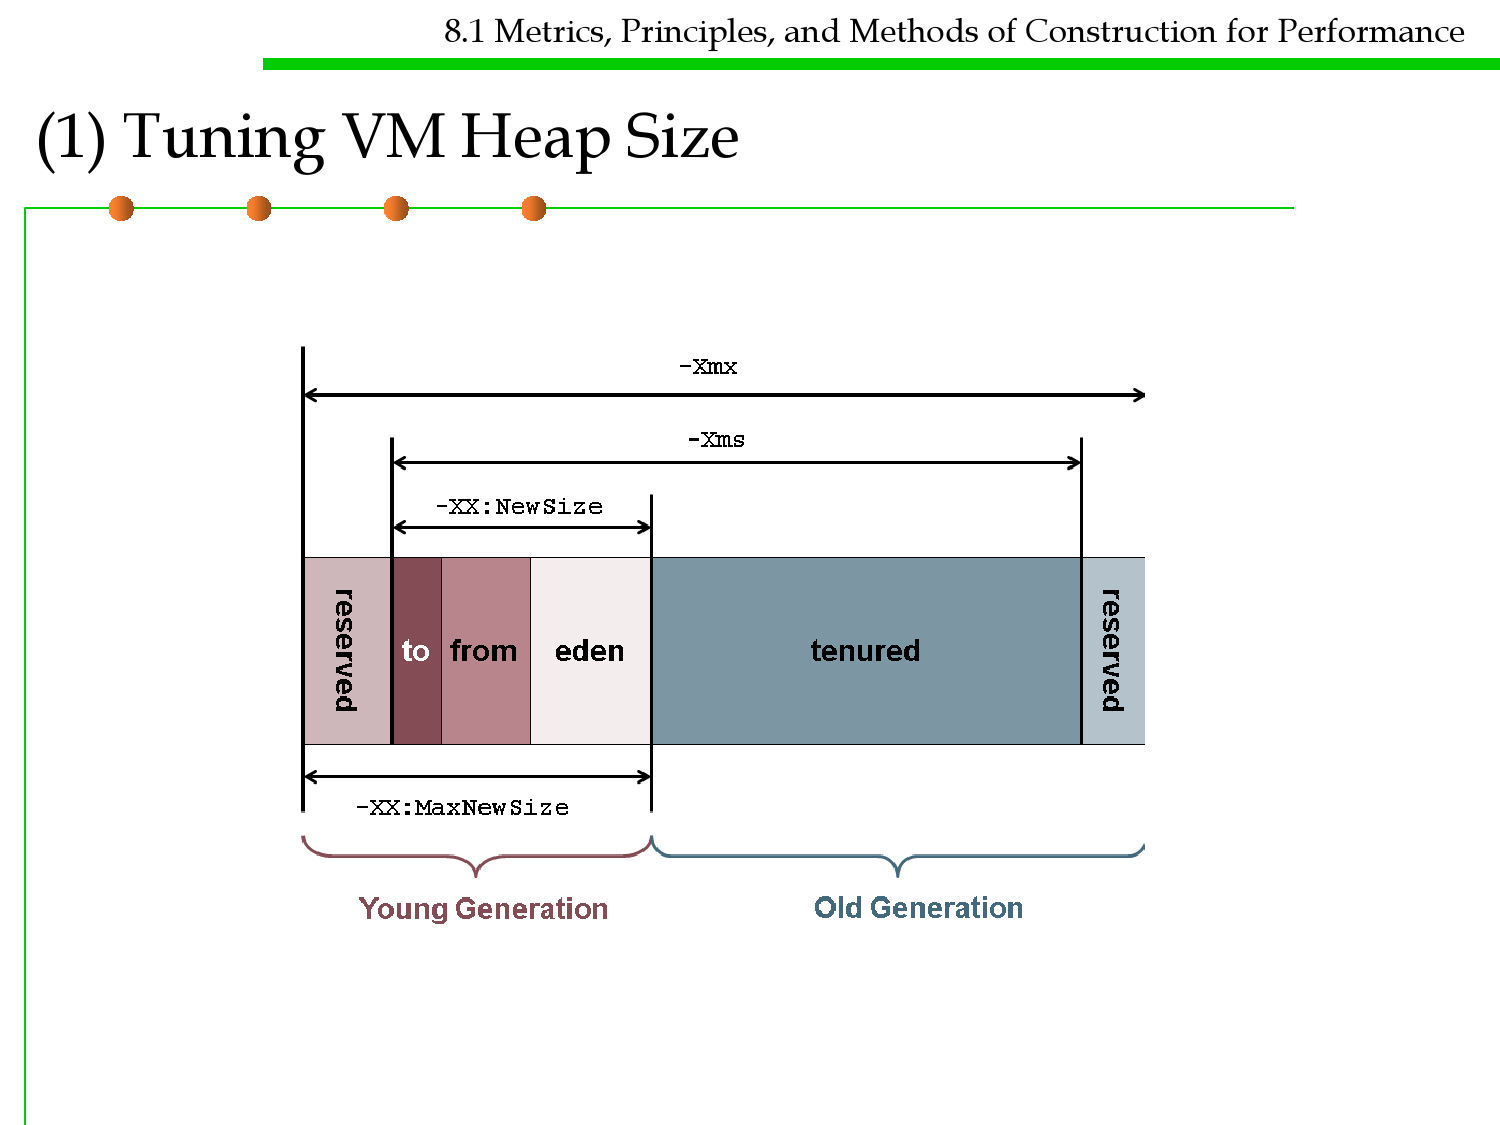 8.1 Metrics, Principles, and Methods of Construction for Performance
(1) Tuning VM Heap Size
-Xmx
-Xms
-XX:NewSize
reserved
to
from
eden
tenured
reserved
-XX:MaxNewSize
Young Generation
Old Generation